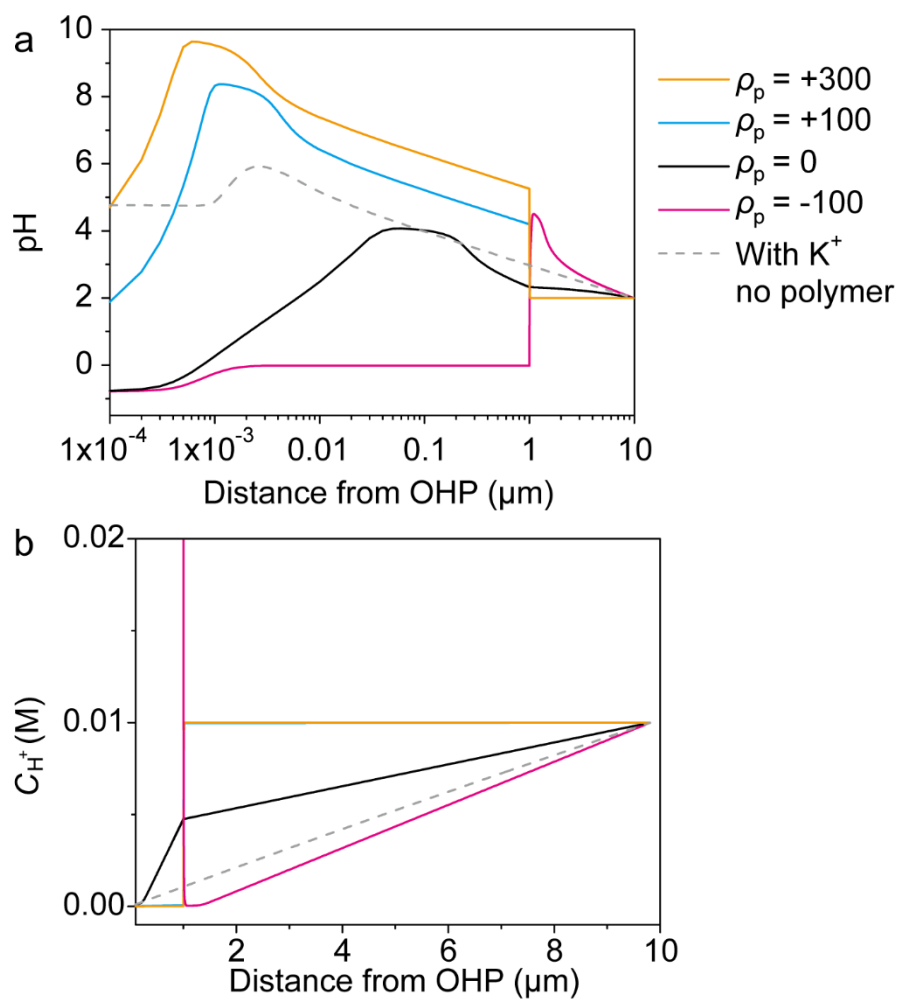 a
10
8
6
4
2
0
pH
1x10⁻⁴ 1x10⁻³ 0.01 0.1 1 10
Distance from OHP (µm)
ρp = +300
ρp = +100
ρp = 0
ρp = -100
With K⁺
no polymer
b
0.02
0.01
0.00
CH⁺ (M)
2 4 6 8 10
Distance from OHP (µm)